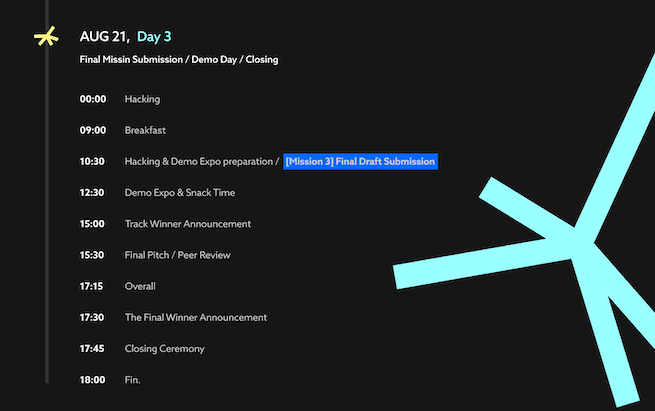 AUG 21, Day 3
Final Missin Submission / Demo Day / Closing
00:00 Hacking
09:00 Breakfast
10:30 Hacking & Demo Expo preparation / [Mission 3] Final Draft Submission
12:30 Demo Expo & Snack Time
15:00 Track Winner Announcement
15:30 Final Pitch / Peer Review
17:15 Overall
17:30 The Final Winner Announcement
17:45 Closing Ceremony
18:00 Fin.